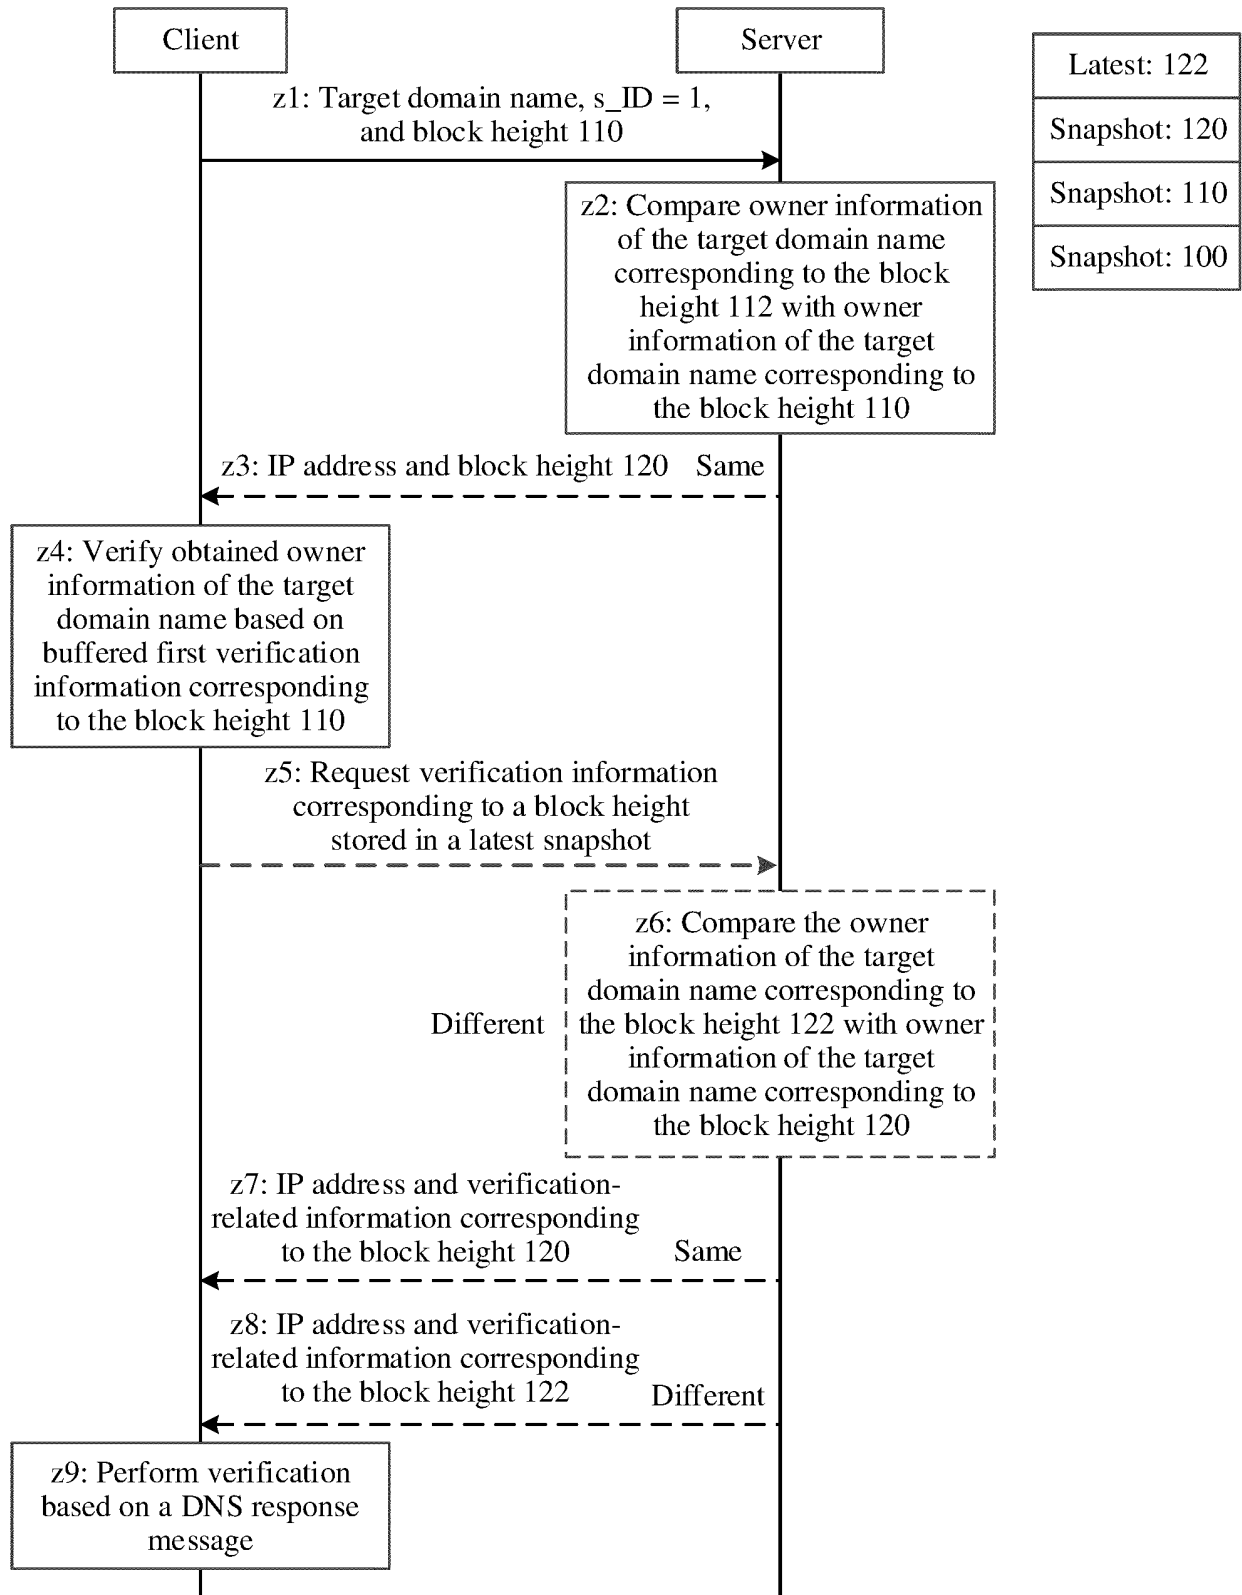 Client
Server
Latest: 122
Snapshot: 120
Snapshot: 110
Snapshot: 100
z1: Target domain name, s_ID = 1,
and block height 110
z2: Compare owner information
of the target domain name
corresponding to the block
height 112 with owner
information of the target
domain name corresponding to
the block height 110
z3: IP address and block height 120
Same
z4: Verify obtained owner
information of the target
domain name based on
buffered first verification
information corresponding
to the block height 110
z5: Request verification information
corresponding to a block height
stored in a latest snapshot
Different
z6: Compare the owner
information of the target
domain name corresponding to
the block height 122 with owner
information of the target
domain name corresponding to
the block height 120
z7: IP address and verification-
related information corresponding
to the block height 120
Same
z8: IP address and verification-
related information corresponding
to the block height 122
Different
z9: Perform verification
based on a DNS response
message